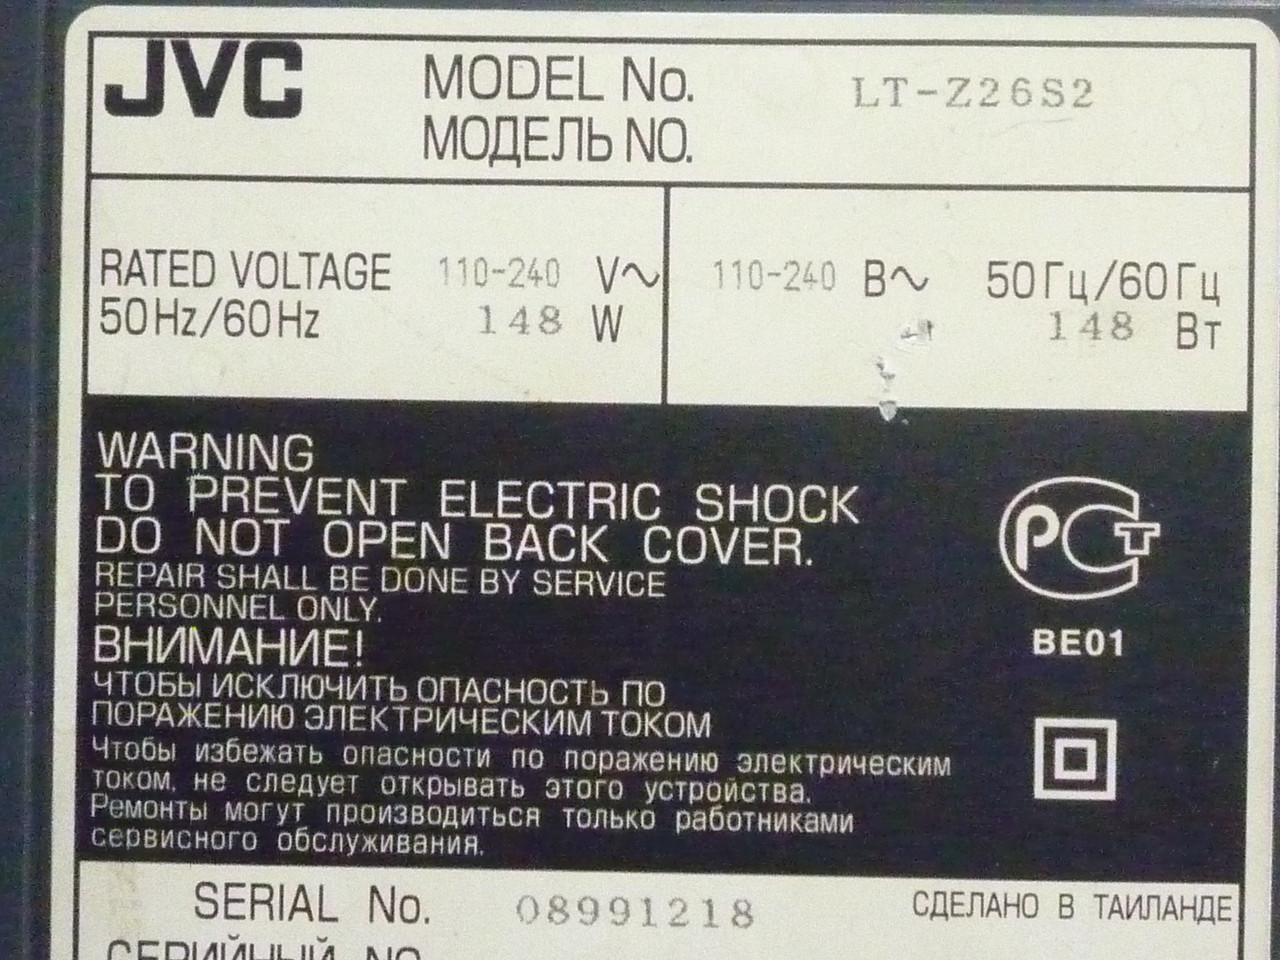 JVC
MODEL No. LT-Z26S2
МОДЕЛЬ NO.
RATED VOLTAGE 110-240 V~ 110-240 В~ 50Гц/60Гц
50Hz/60Hz 148 W 148 Вт
WARNING
TO PREVENT ELECTRIC SHOCK
DO NOT OPEN BACK COVER.
REPAIR SHALL BE DONE BY SERVICE
PERSONNEL ONLY.
ВНИМАНИЕ!
ЧТОБЫ ИСКЛЮЧИТЬ ОПАСНОСТЬ ПО
ПОРАЖЕНИЮ ЭЛЕКТРИЧЕСКИМ ТОКОМ
Чтобы избежать опасности по поражению электрическим
током, не следует открывать этого устройства.
Ремонты могут производиться только работниками
сервисного обслуживания.
РСТ
BE01
SERIAL No. 08991218 СДЕЛАНО В ТАИЛАНДЕ
СЕРИЙНЫЙ NO.